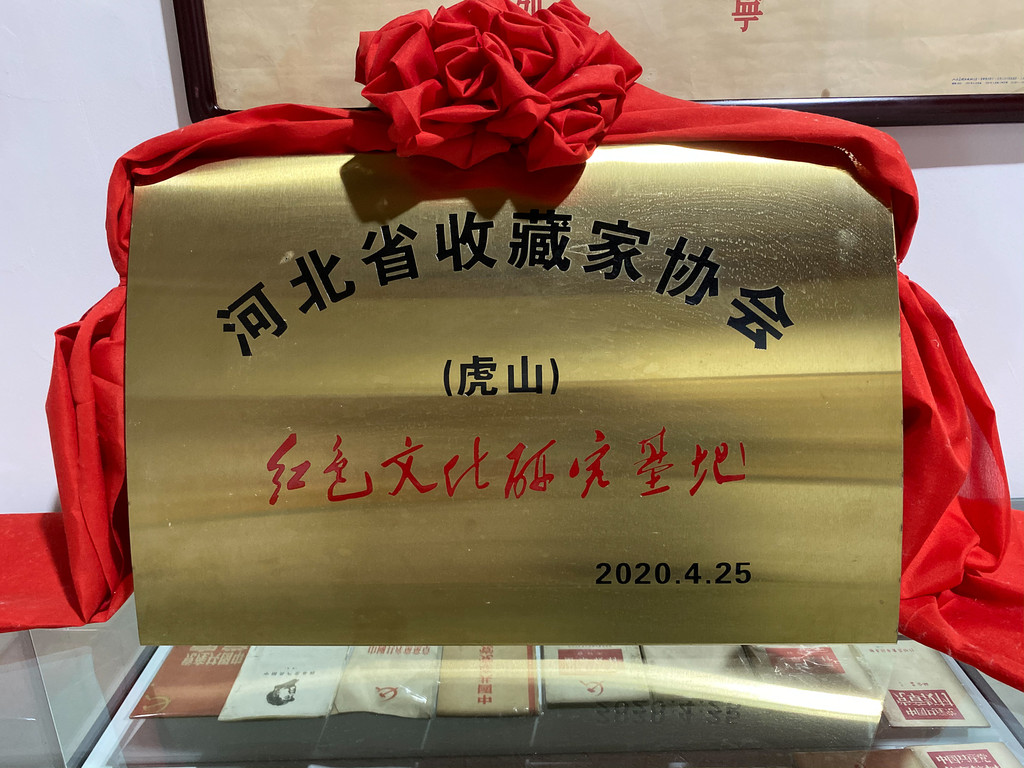 河北省收藏家协会
(虎山)
红色文化研究基地
2020.4.25